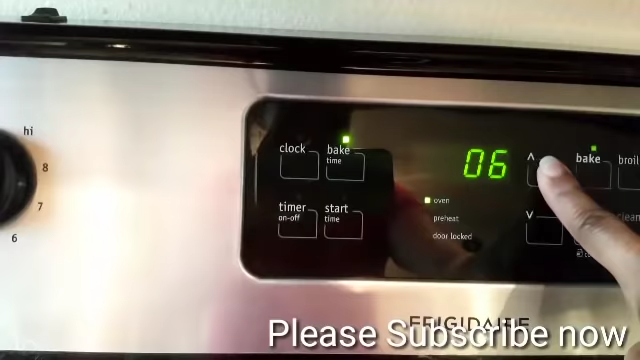 hi
8
7
6
clock
bake
time
06
^
bake
broil
timer
on-off
start
time
oven
preheat
door locked
v
clean
FRIGIDAIRE
Please Subscribe now